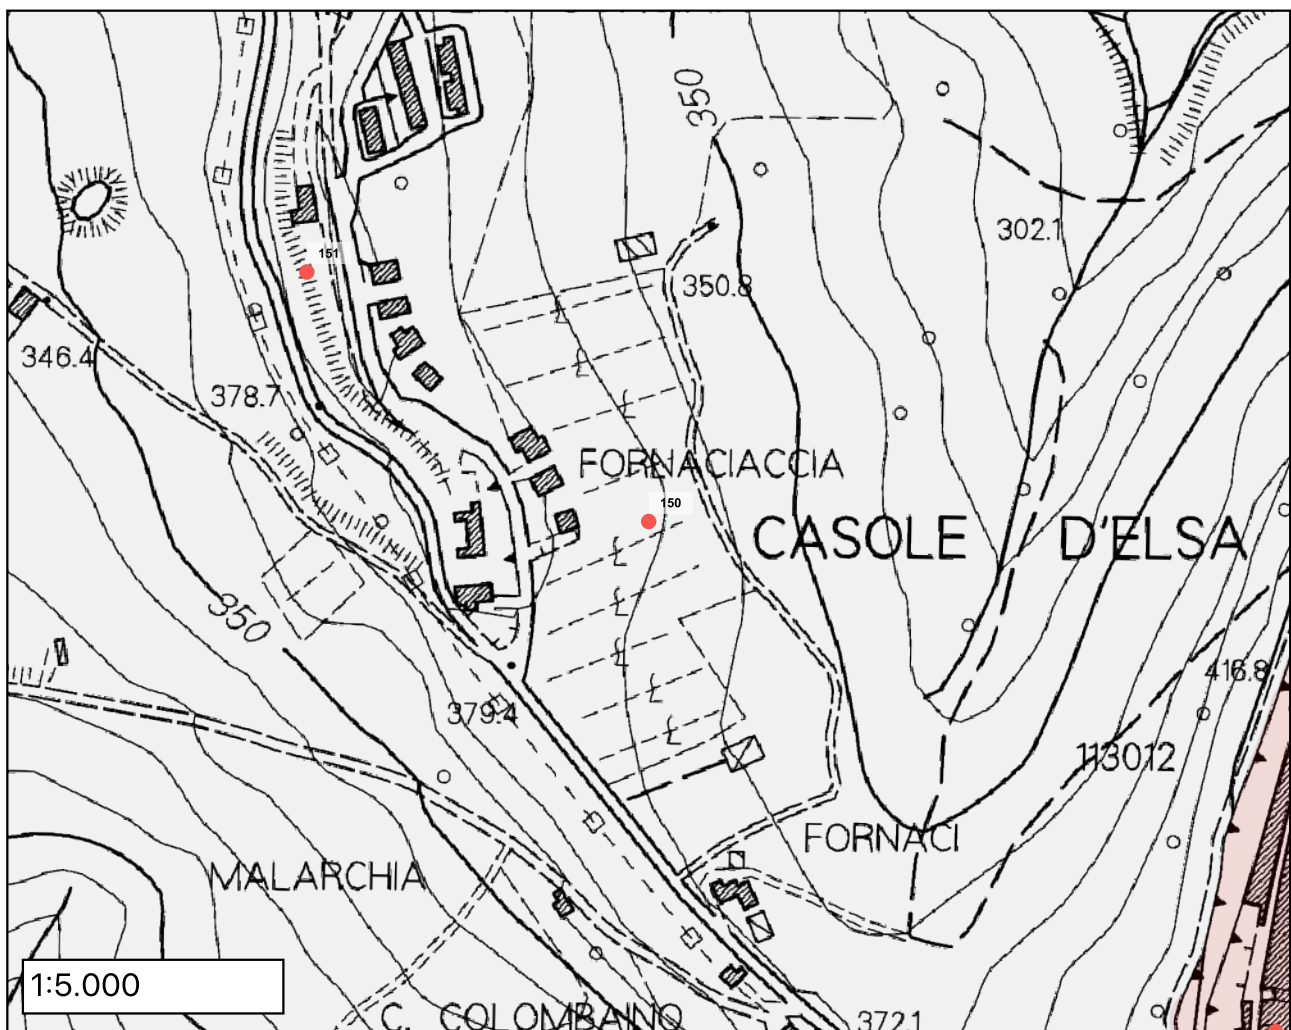 350
302.1
151
350.8
346.4
378.7
FORNACIACCIA
150
CASOLE D'ELSA
350
416.8
379.4
113012
FORNACI
MALARCHIA
1:5.000
C. COLOMBAINO
372.1